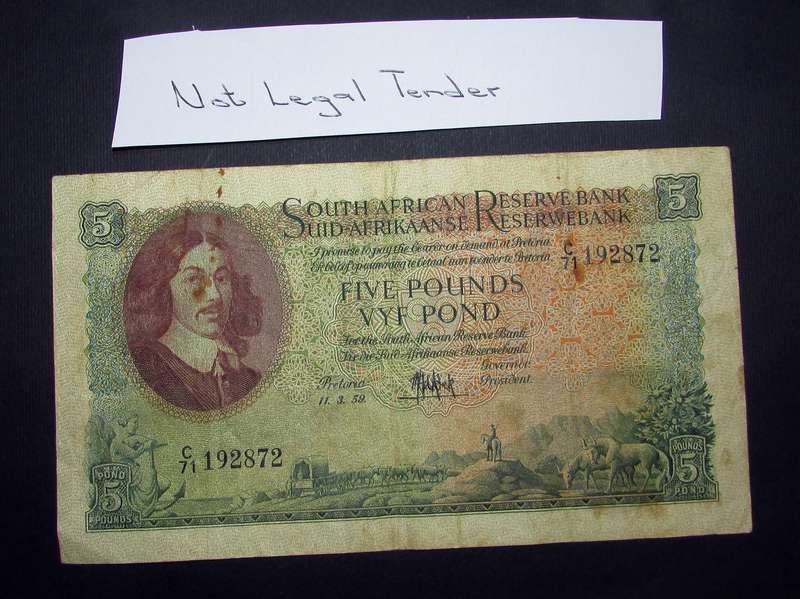 Not Legal Tender
5
5
SOUTH AFRICAN RESERVE BANK
SUID-AFRIKAANSE RESERWEBANK
I promise to pay the bearer on demand at Pretoria
C/71 192872
FIVE POUNDS
VYF POND
For the South African Reserve Bank.
Vir die Suid-Afrikaanse Reserwebank.
Governor.
Pretoria
President.
11. 3. 59.
C/71 192872
POND
5
POUNDS
POUNDS
5
POND